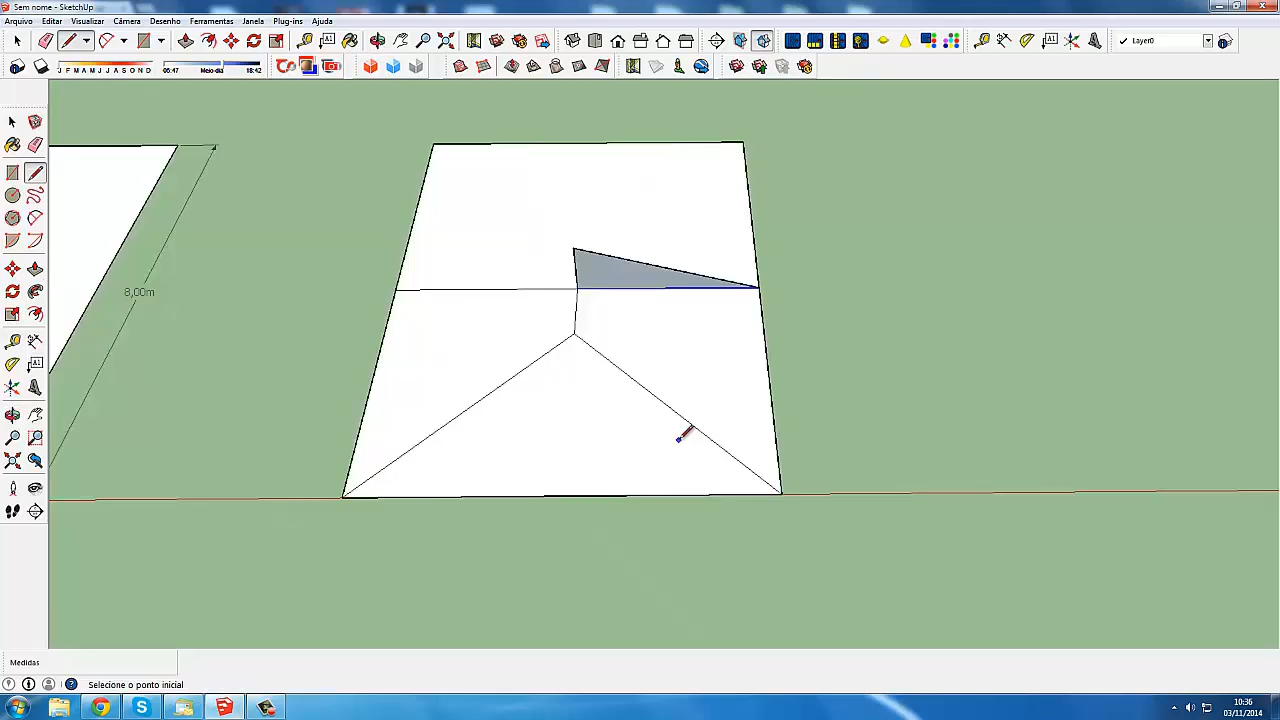 Sem nome - SketchUp
Arquivo Editar Visualizar Câmera Desenho Ferramentas Janela Plug-ins Ajuda
Layer0
J F M A M J J A S O N D 05:47 Meio-dia 18:42
8,00m
Medidas
Selecione o ponto inicial
10:36
03/11/2014